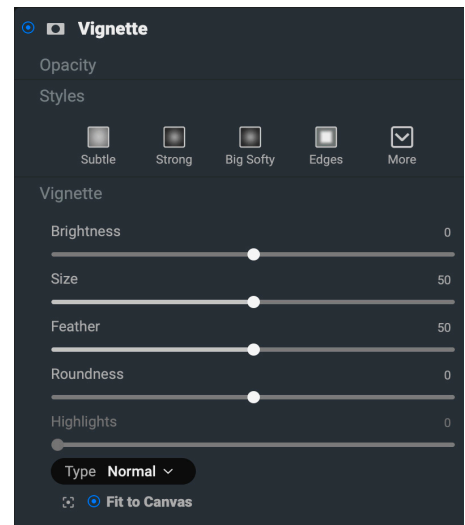 Vignette
Opacity
Styles
Subtle Strong Big Softy Edges More
Vignette
Brightness 0
Size 50
Feather 50
Roundness 0
Highlights 0
Type Normal
Fit to Canvas